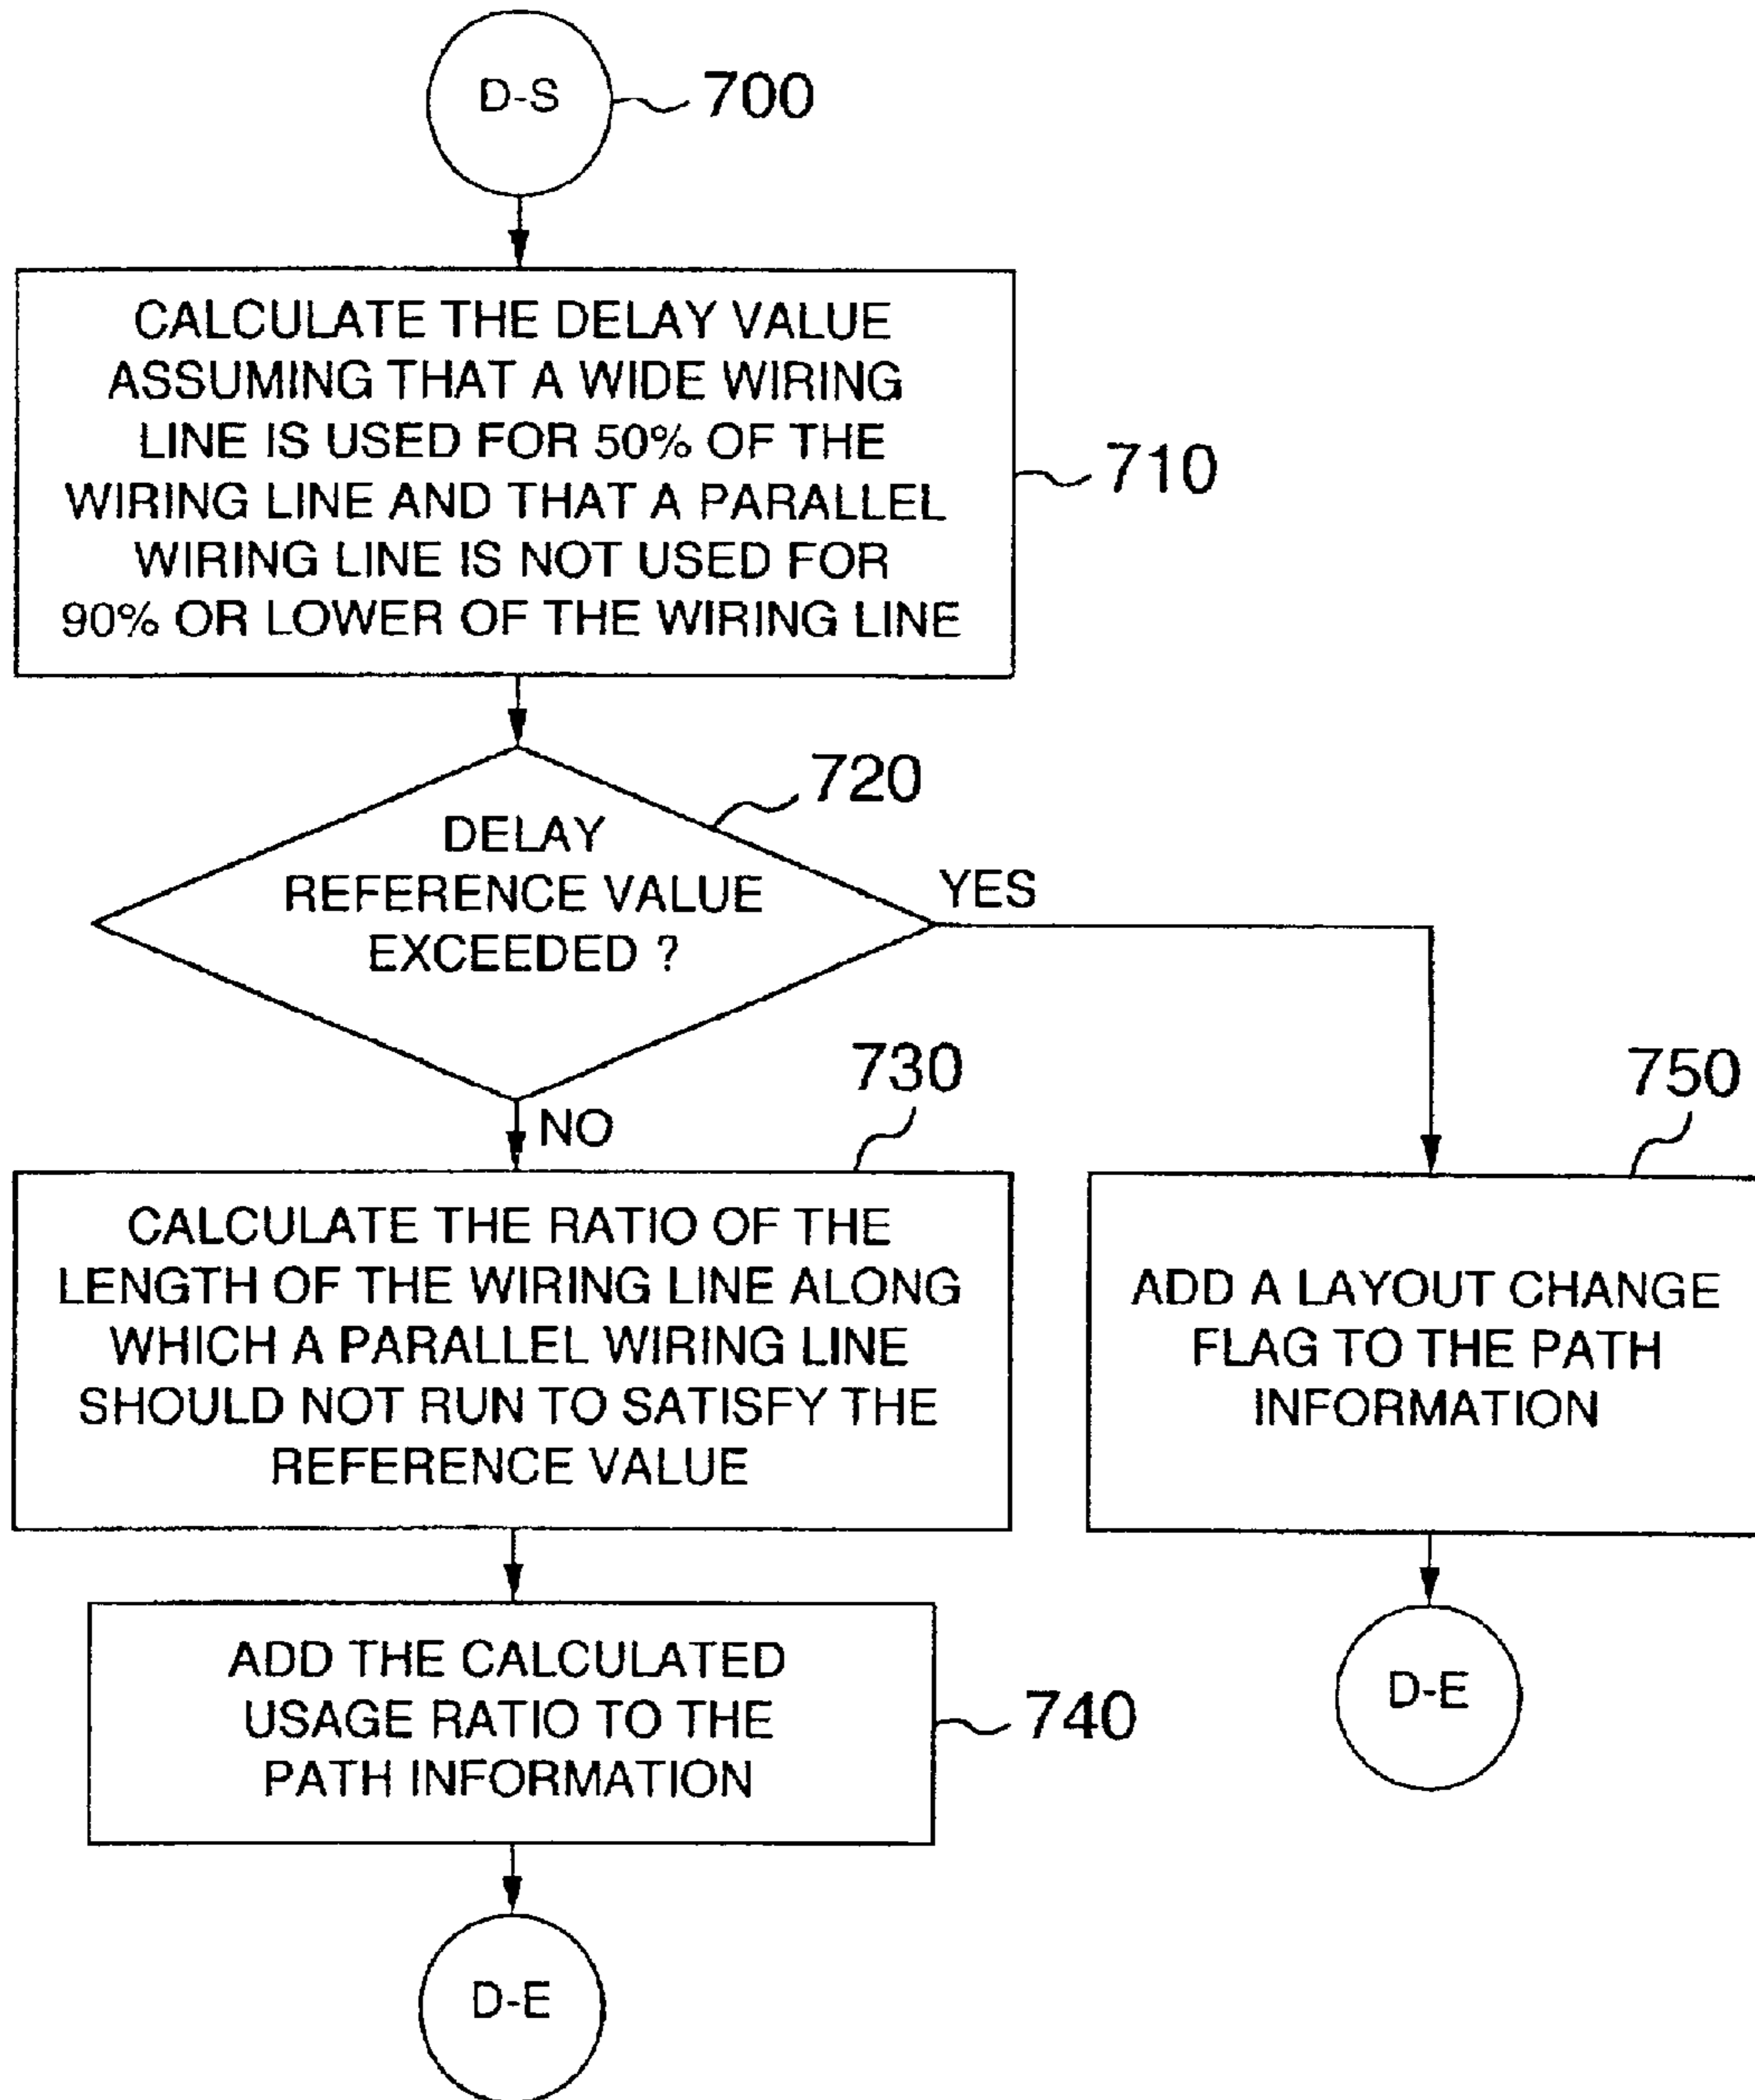 D-S
700
CALCULATE THE DELAY VALUE
ASSUMING THAT A WIDE WIRING
LINE IS USED FOR 50% OF THE
WIRING LINE AND THAT A PARALLEL
WIRING LINE IS NOT USED FOR
90% OR LOWER OF THE WIRING LINE
710
720
DELAY
REFERENCE VALUE
EXCEEDED ?
YES
NO
730
CALCULATE THE RATIO OF THE
LENGTH OF THE WIRING LINE ALONG
WHICH A PARALLEL WIRING LINE
SHOULD NOT RUN TO SATISFY THE
REFERENCE VALUE
750
ADD A LAYOUT CHANGE
FLAG TO THE PATH
INFORMATION
ADD THE CALCULATED
USAGE RATIO TO THE
PATH INFORMATION
740
D-E
D-E